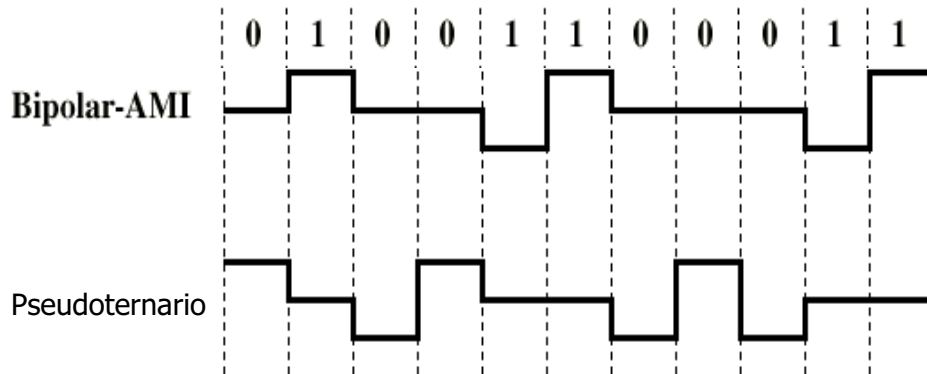 0 1 0 0 1 1 0 0 0 1 1
Bipolar-AMI
Pseudoternario